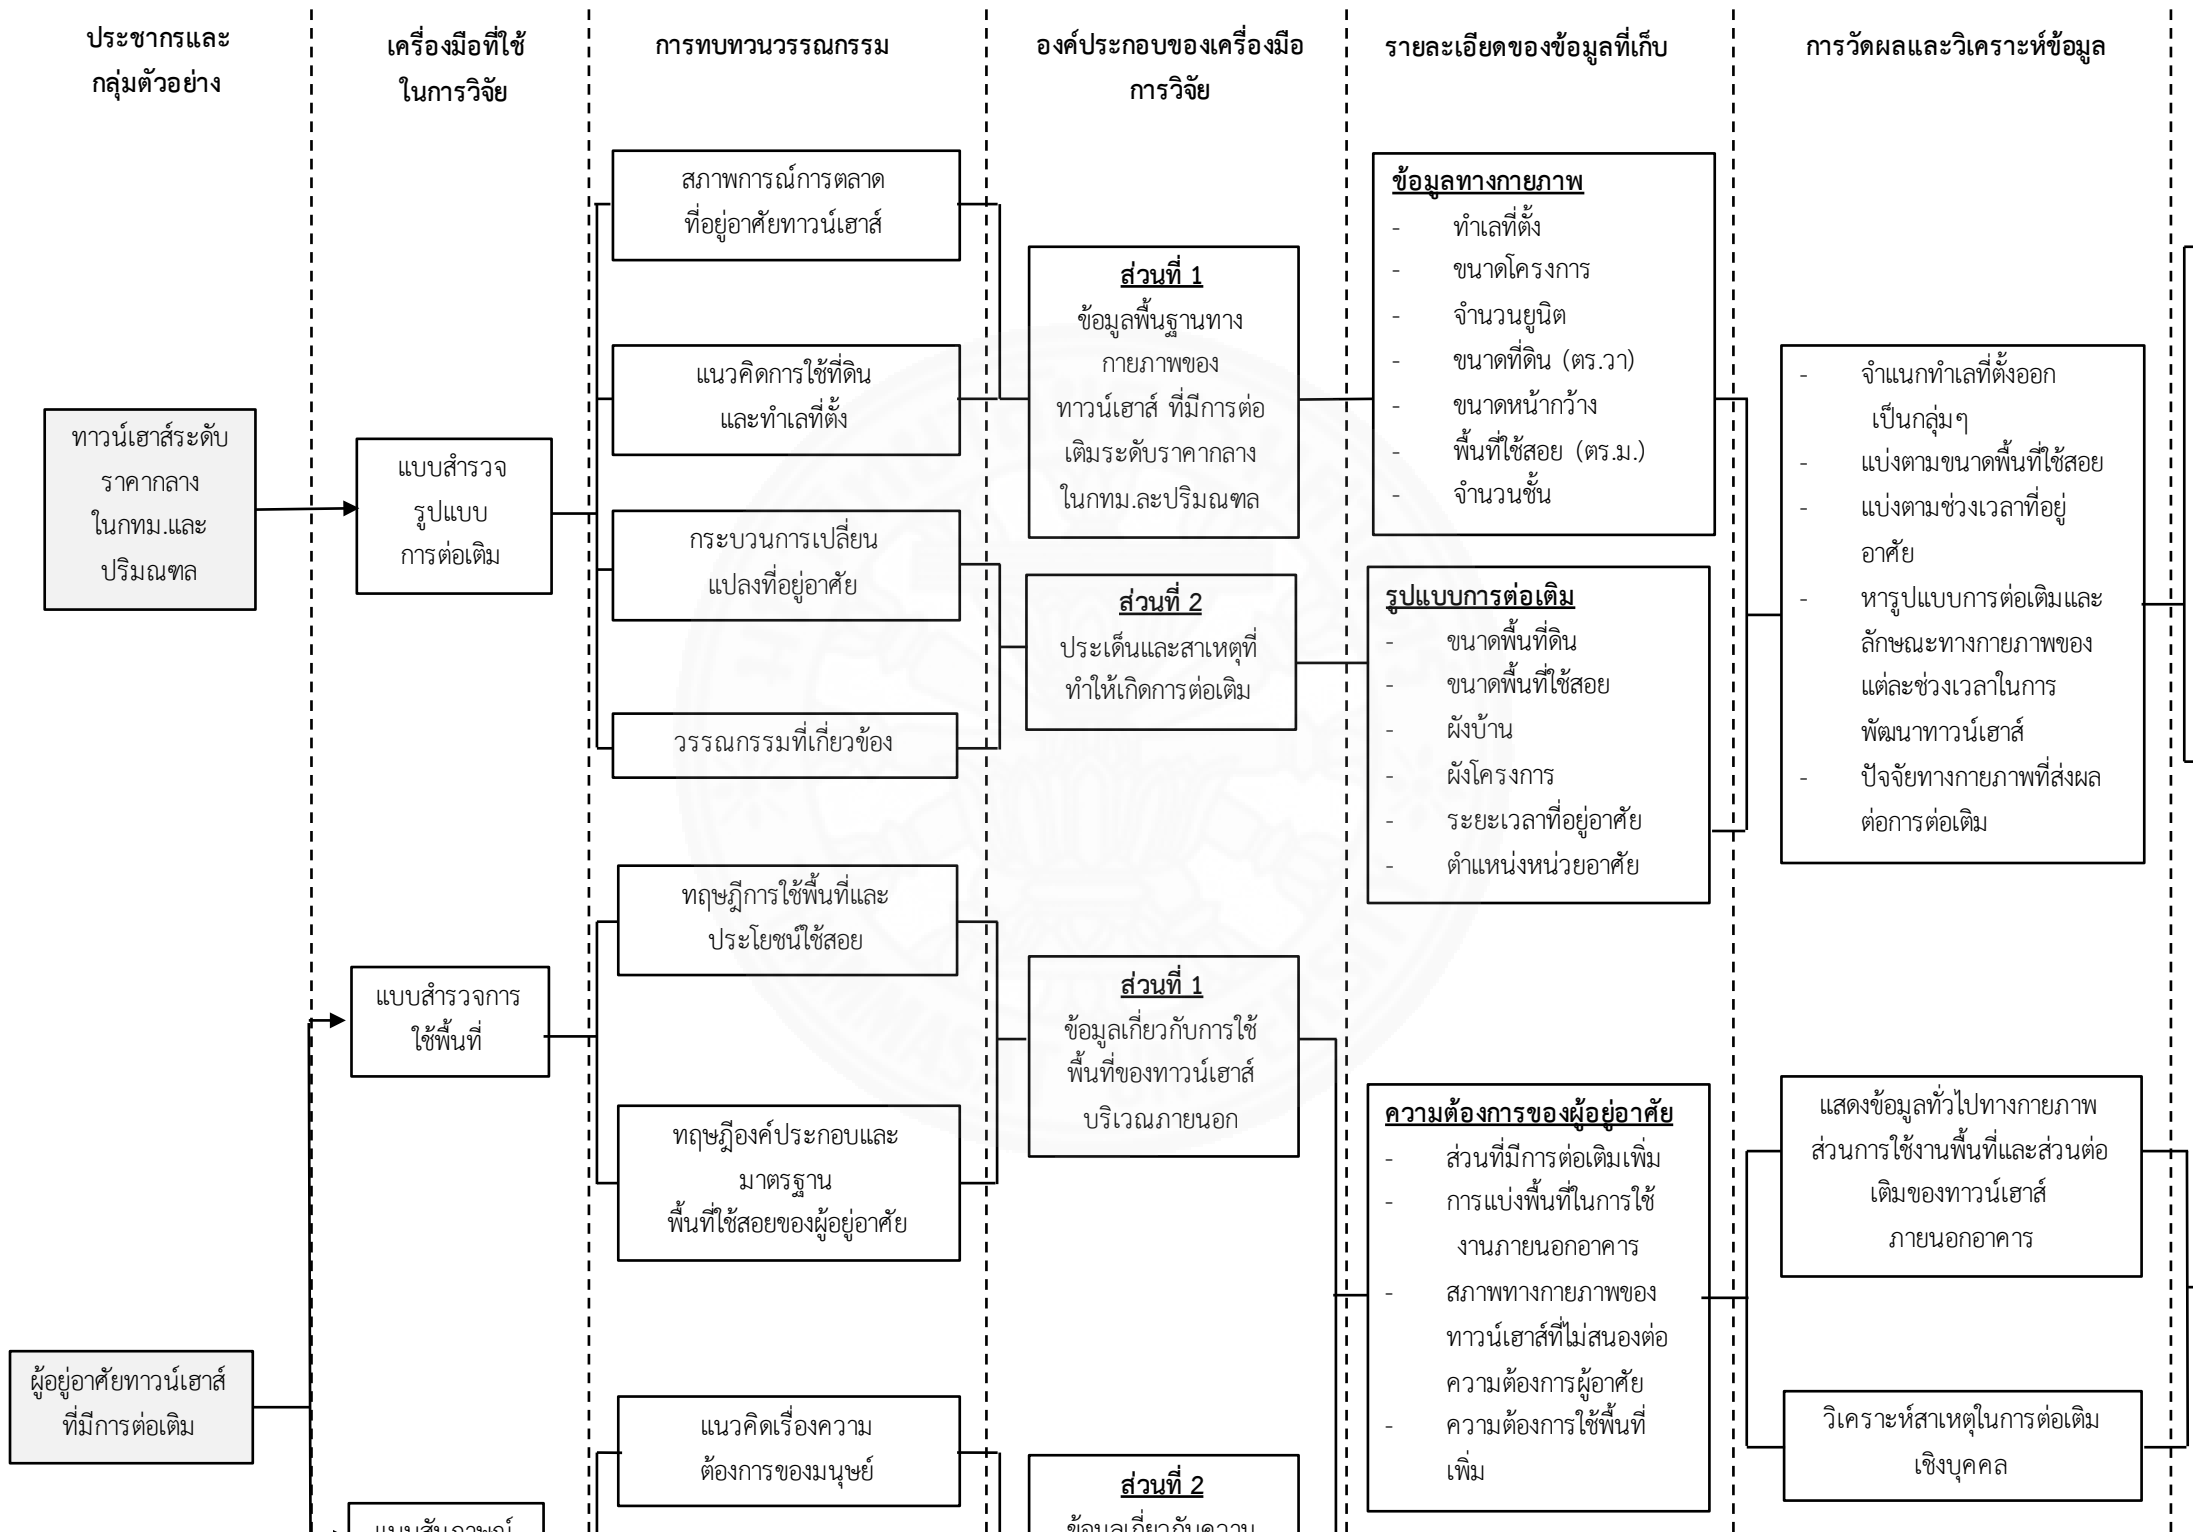 ประชากรและ
กลุ่มตัวอย่าง
เครื่องมือที่ใช้
ในการวิจัย
การทบทวนวรรณกรรม
องค์ประกอบของเครื่องมือ
การวิจัย
รายละเอียดของข้อมูลที่เก็บ
การวัดผลและวิเคราะห์ข้อมูล
ทาวน์เฮาส์ระดับ
ราคากลาง
ในกทม.และ
ปริมณฑล
แบบสำรวจ
รูปแบบ
การต่อเติม
สภาพการณ์การตลาด
ที่อยู่อาศัยทาวน์เฮาส์
แนวคิดการใช้ที่ดิน
และทำเลที่ตั้ง
กระบวนการเปลี่ยน
แปลงที่อยู่อาศัย
วรรณกรรมที่เกี่ยวข้อง
ส่วนที่ 1
ข้อมูลพื้นฐานทาง
กายภาพของ
ทาวน์เฮาส์ ที่มีการต่อ
เติมระดับราคากลาง
ในกทม.ละปริมณฑล
ส่วนที่ 2
ประเด็นและสาเหตุที่
ทำให้เกิดการต่อเติม
ข้อมูลทางกายภาพ
- ทำเลที่ตั้ง
- ขนาดโครงการ
- จำนวนยูนิต
- ขนาดที่ดิน (ตร.วา)
- ขนาดหน้ากว้าง
- พื้นที่ใช้สอย (ตร.ม.)
- จำนวนชั้น
รูปแบบการต่อเติม
- ขนาดพื้นที่ดิน
- ขนาดพื้นที่ใช้สอย
- ผังบ้าน
- ผังโครงการ
- ระยะเวลาที่อยู่อาศัย
- ตำแหน่งหน่วยอาศัย
- จำแนกทำเลที่ตั้งออก
เป็นกลุ่มๆ
- แบ่งตามขนาดพื้นที่ใช้สอย
- แบ่งตามช่วงเวลาที่อยู่
อาศัย
- หารูปแบบการต่อเติมและ
ลักษณะทางกายภาพของ
แต่ละช่วงเวลาในการ
พัฒนาทาวน์เฮาส์
- ปัจจัยทางกายภาพที่ส่งผล
ต่อการต่อเติม
ผู้อยู่อาศัยทาวน์เฮาส์
ที่มีการต่อเติม
แบบสำรวจการ
ใช้พื้นที่
แบบสัมภาษณ์
ทฤษฎีการใช้พื้นที่และ
ประโยชน์ใช้สอย
ทฤษฎีองค์ประกอบและ
มาตรฐาน
พื้นที่ใช้สอยของผู้อยู่อาศัย
แนวคิดเรื่องความ
ต้องการของมนุษย์
ส่วนที่ 1
ข้อมูลเกี่ยวกับการใช้
พื้นที่ของทาวน์เฮาส์
บริเวณภายนอก
ส่วนที่ 2
ข้อมูลเกี่ยวกับความ
ความต้องการของผู้อยู่อาศัย
- ส่วนที่มีการต่อเติมเพิ่ม
- การแบ่งพื้นที่ในการใช้
งานภายนอกอาคาร
- สภาพทางกายภาพของ
ทาวน์เฮาส์ที่ไม่สนองต่อ
ความต้องการผู้อาศัย
- ความต้องการใช้พื้นที่
เพิ่ม
แสดงข้อมูลทั่วไปทางกายภาพ
ส่วนการใช้งานพื้นที่และส่วนต่อ
เติมของทาวน์เฮาส์
ภายนอกอาคาร
วิเคราะห์สาเหตุในการต่อเติม
เชิงบุคคล